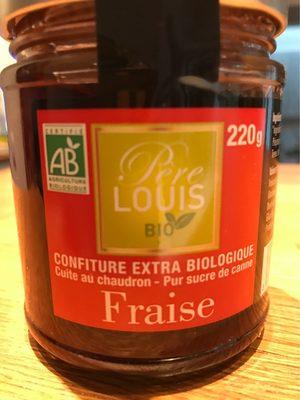 220g
CERTIFIÉ
AB
AGRICULTURE
BIOLOGIQUE
Père
LOUIS
BIO
CONFITURE EXTRA BIOLOGIQUE
Cuite au chaudron - Pur sucre de canne
Fraise